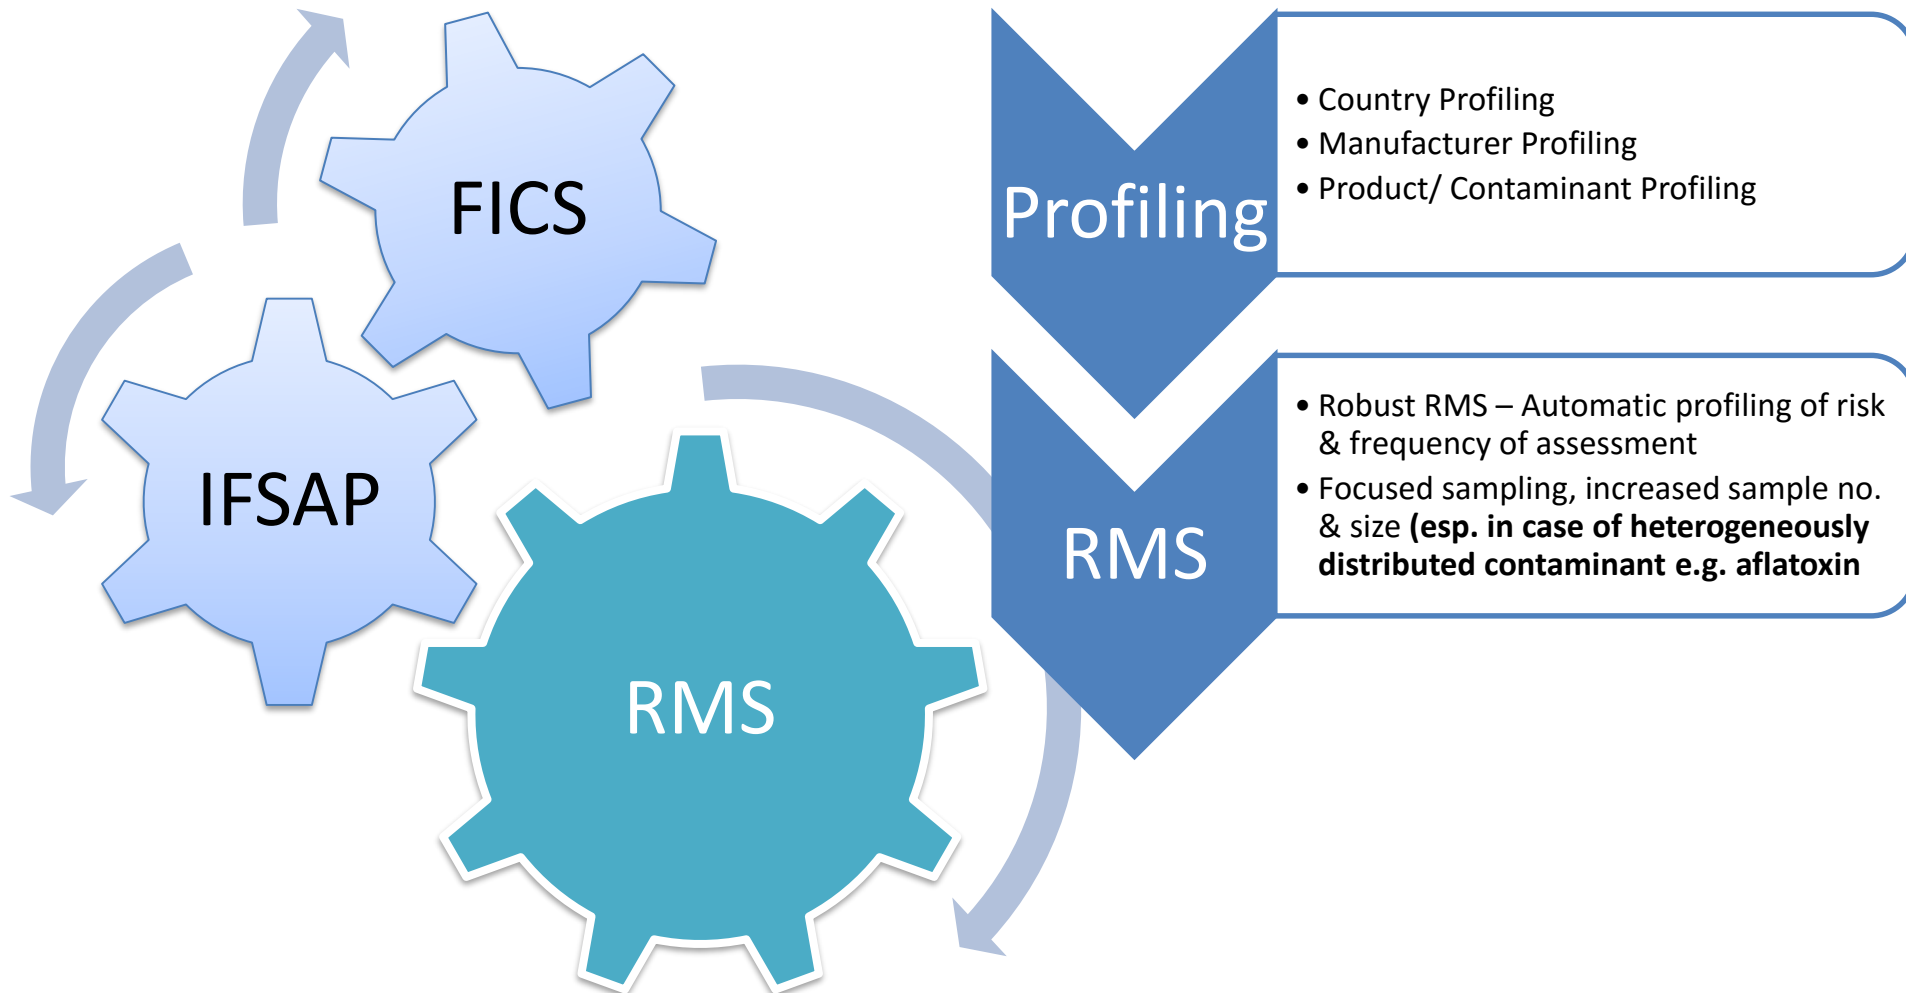 FICS
IFSAP
RMS
Profiling
• Country Profiling
• Manufacturer Profiling
• Product/ Contaminant Profiling
RMS
• Robust RMS – Automatic profiling of risk
& frequency of assessment
• Focused sampling, increased sample no.
& size (esp. in case of heterogeneously
distributed contaminant e.g. aflatoxin